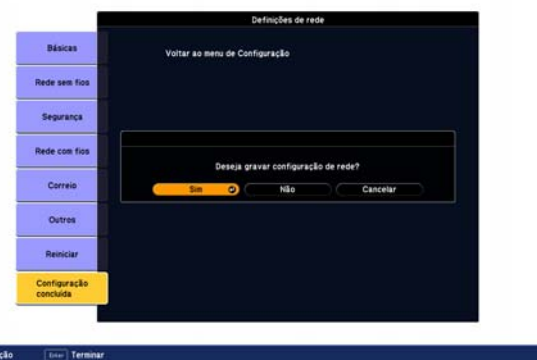 Definições de rede
Básicas
Rede sem fios
Segurança
Rede com fios
Correio
Outros
Reiniciar
Configuração
concluída
Voltar ao menu de Configuração
Deseja gravar configuração de rede?
Sim Não Cancelar
ção Enter Terminar